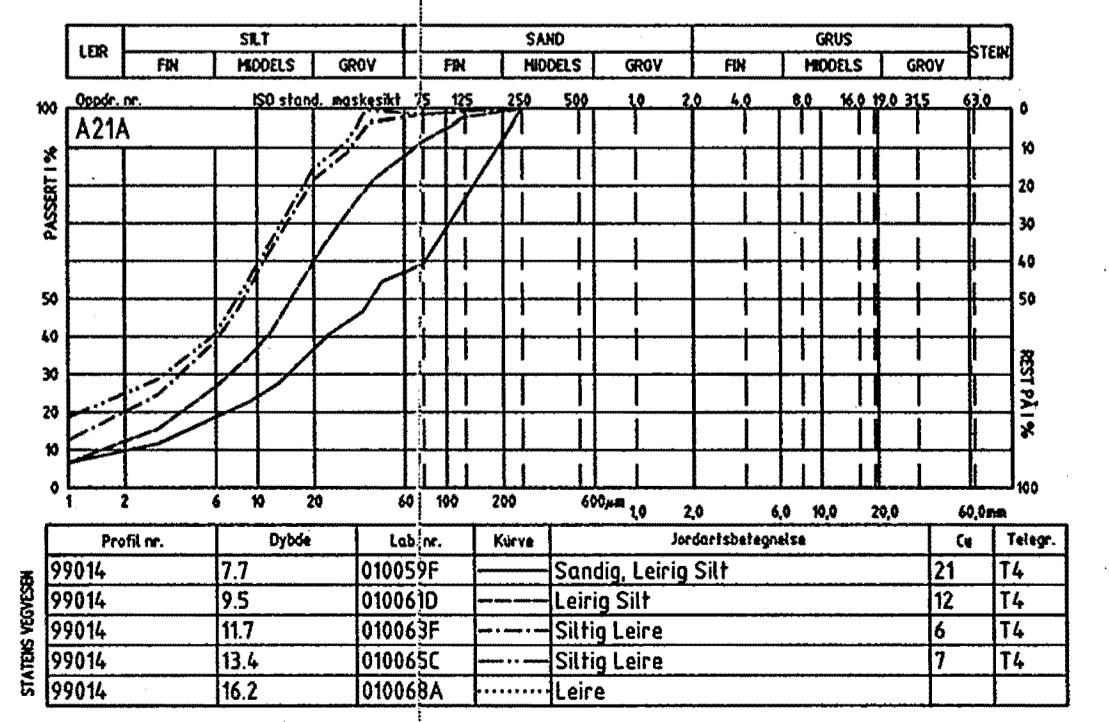 LEIR SILT SAND GRUS STEIN
FIN MIDDELS GROV FIN MIDDELS GROV FIN MIDDELS GROV
Oppdr. nr. ISO stand. maskesikt 75 125 250 500 1,0 2,0 4,0 8,0 16,0 19,0 31,5 63,0
A21A
PASSERT I %
100
50
40
30
20
10
0
0
10
20
30
40
50
100
REST PÅ I %
1 2 6 10 20 60 100 200 600µm
1,0 2,0 6,0 10,0 20,0 60,0mm
Profil nr. Dybde Lab nr. Kurve Jordartsbetegnelse Cu Telegr.
99014 7.7 010059F Sandig, Leirig Silt 21 T4
99014 9.5 010061D Leirig Silt 12 T4
99014 11.7 010063F Siltig Leire 6 T4
99014 13.4 010065C Siltig Leire 7 T4
99014 16.2 010068A Leire
STATENS VEGVESEN